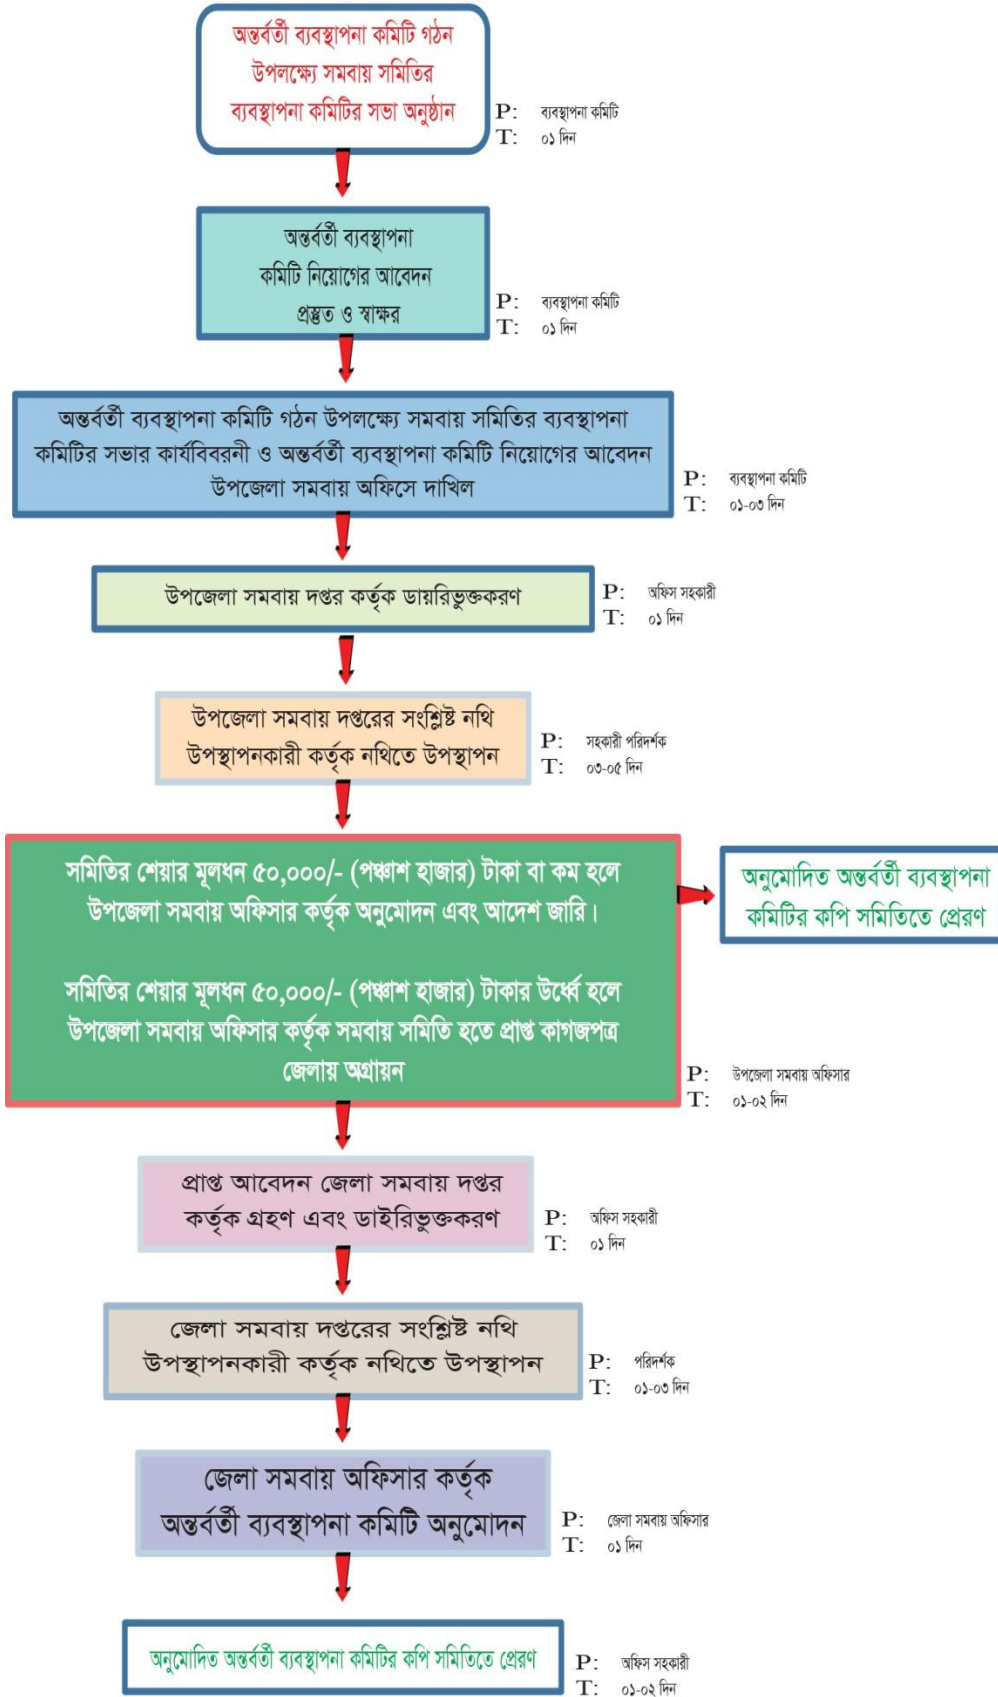 অন্তর্বর্তী ব্যবস্থাপনা কমিটি গঠন
উপলক্ষ্যে সমবায় সমিতির
ব্যবস্থাপনা কমিটির সভা অনুষ্ঠান
P: ব্যবস্থাপনা কমিটি
T: ০১ দিন
অন্তর্বর্তী ব্যবস্থাপনা
কমিটি নিয়োগের আবেদন
প্রস্তুত ও স্বাক্ষর
P: ব্যবস্থাপনা কমিটি
T: ০১ দিন
অন্তর্বর্তী ব্যবস্থাপনা কমিটি গঠন উপলক্ষ্যে সমবায় সমিতির ব্যবস্থাপনা
কমিটির সভার কার্যবিবরনী ও অন্তর্বর্তী ব্যবস্থাপনা কমিটি নিয়োগের আবেদন
উপজেলা সমবায় অফিসে দাখিল
P: ব্যবস্থাপনা কমিটি
T: ০১-০৩ দিন
উপজেলা সমবায় দপ্তর কর্তৃক ডায়রিভুক্তকরণ
P: অফিস সহকারী
T: ০১ দিন
উপজেলা সমবায় দপ্তরের সংশ্লিষ্ট নথি
উপস্থাপনকারী কর্তৃক নথিতে উপস্থাপন
P: সহকারী পরিদর্শক
T: ০৩-০৫ দিন
সমিতির শেয়ার মূলধন ৫০,০০০/- (পঞ্চাশ হাজার) টাকা বা কম হলে
উপজেলা সমবায় অফিসার কর্তৃক অনুমোদন এবং আদেশ জারি।
সমিতির শেয়ার মূলধন ৫০,০০০/- (পঞ্চাশ হাজার) টাকার উর্ধ্বে হলে
উপজেলা সমবায় অফিসার কর্তৃক সমবায় সমিতি হতে প্রাপ্ত কাগজপত্র
জেলায় অগ্রায়ন
P: উপজেলা সমবায় অফিসার
T: ০১-০২ দিন
অনুমোদিত অন্তর্বর্তী ব্যবস্থাপনা
কমিটির কপি সমিতিতে প্রেরণ
প্রাপ্ত আবেদন জেলা সমবায় দপ্তর
কর্তৃক গ্রহণ এবং ডাইরিভুক্তকরণ
P: অফিস সহকারী
T: ০১ দিন
জেলা সমবায় দপ্তরের সংশ্লিষ্ট নথি
উপস্থাপনকারী কর্তৃক নথিতে উপস্থাপন
P: পরিদর্শক
T: ০১-০৩ দিন
জেলা সমবায় অফিসার কর্তৃক
অন্তর্বর্তী ব্যবস্থাপনা কমিটি অনুমোদন
P: জেলা সমবায় অফিসার
T: ০১ দিন
অনুমোদিত অন্তর্বর্তী ব্যবস্থাপনা কমিটির কপি সমিতিতে প্রেরণ
P: অফিস সহকারী
T: ০১-০২ দিন